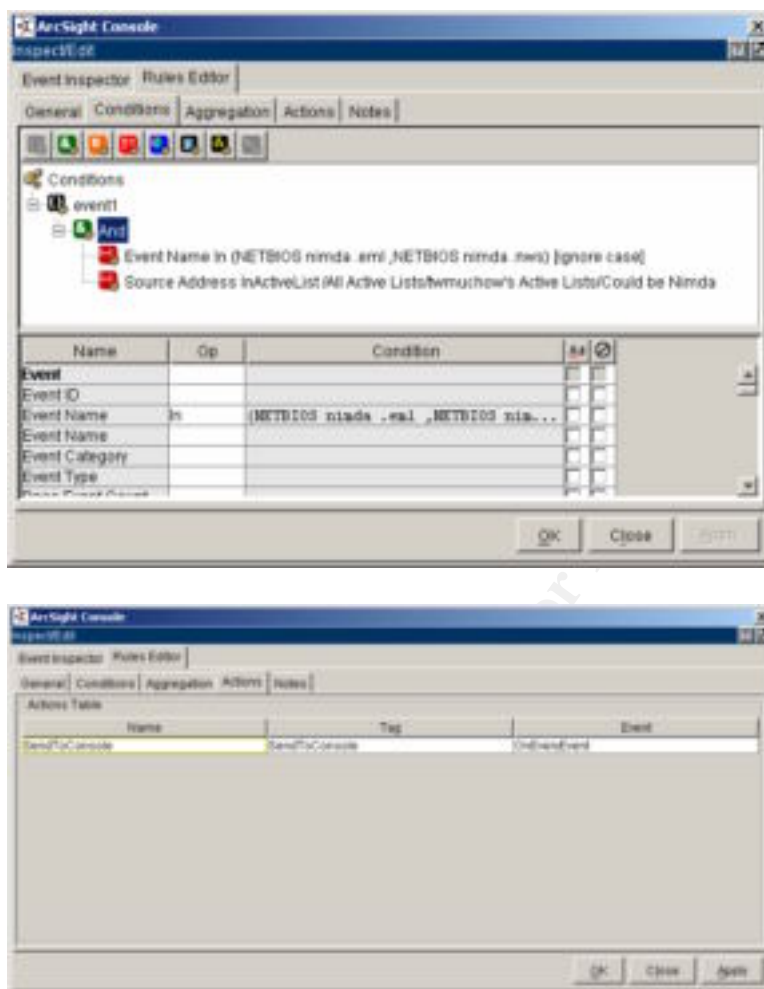 ArcSight Console
Inspect/Edit
Event Inspector Rules Editor
General Conditions Aggregation Actions Notes
Conditions
event1
And
Event Name In (NETBIOS nimda .eml ,NETBIOS nimda .nws) [ignore case]
Source Address InActiveList /All Active Lists/twmuchow's Active Lists/Could be Nimda
Name Op Condition
Event
Event ID
Event Name In (NETBIOS nimda .eml ,NETBIOS nim...
Event Name
Event Category
Event Type
OK Close
ArcSight Console
Inspect/Edit
Event Inspector Rules Editor
General Conditions Aggregation Actions Notes
Actions Table
Name Tag Event
SendToConsole SendToConsole OnEveryEvent
OK Close Apply